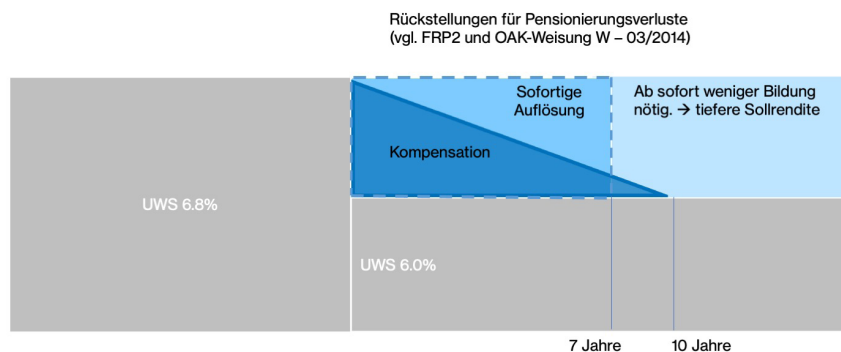 Rückstellungen für Pensionierungsverluste
(vgl. FRP2 und OAK-Weisung W – 03/2014)
Sofortige
Auflösung
Ab sofort weniger Bildung
nötig. → tiefere Sollrendite
Kompensation
UWS 6.8%
UWS 6.0%
7 Jahre
10 Jahre